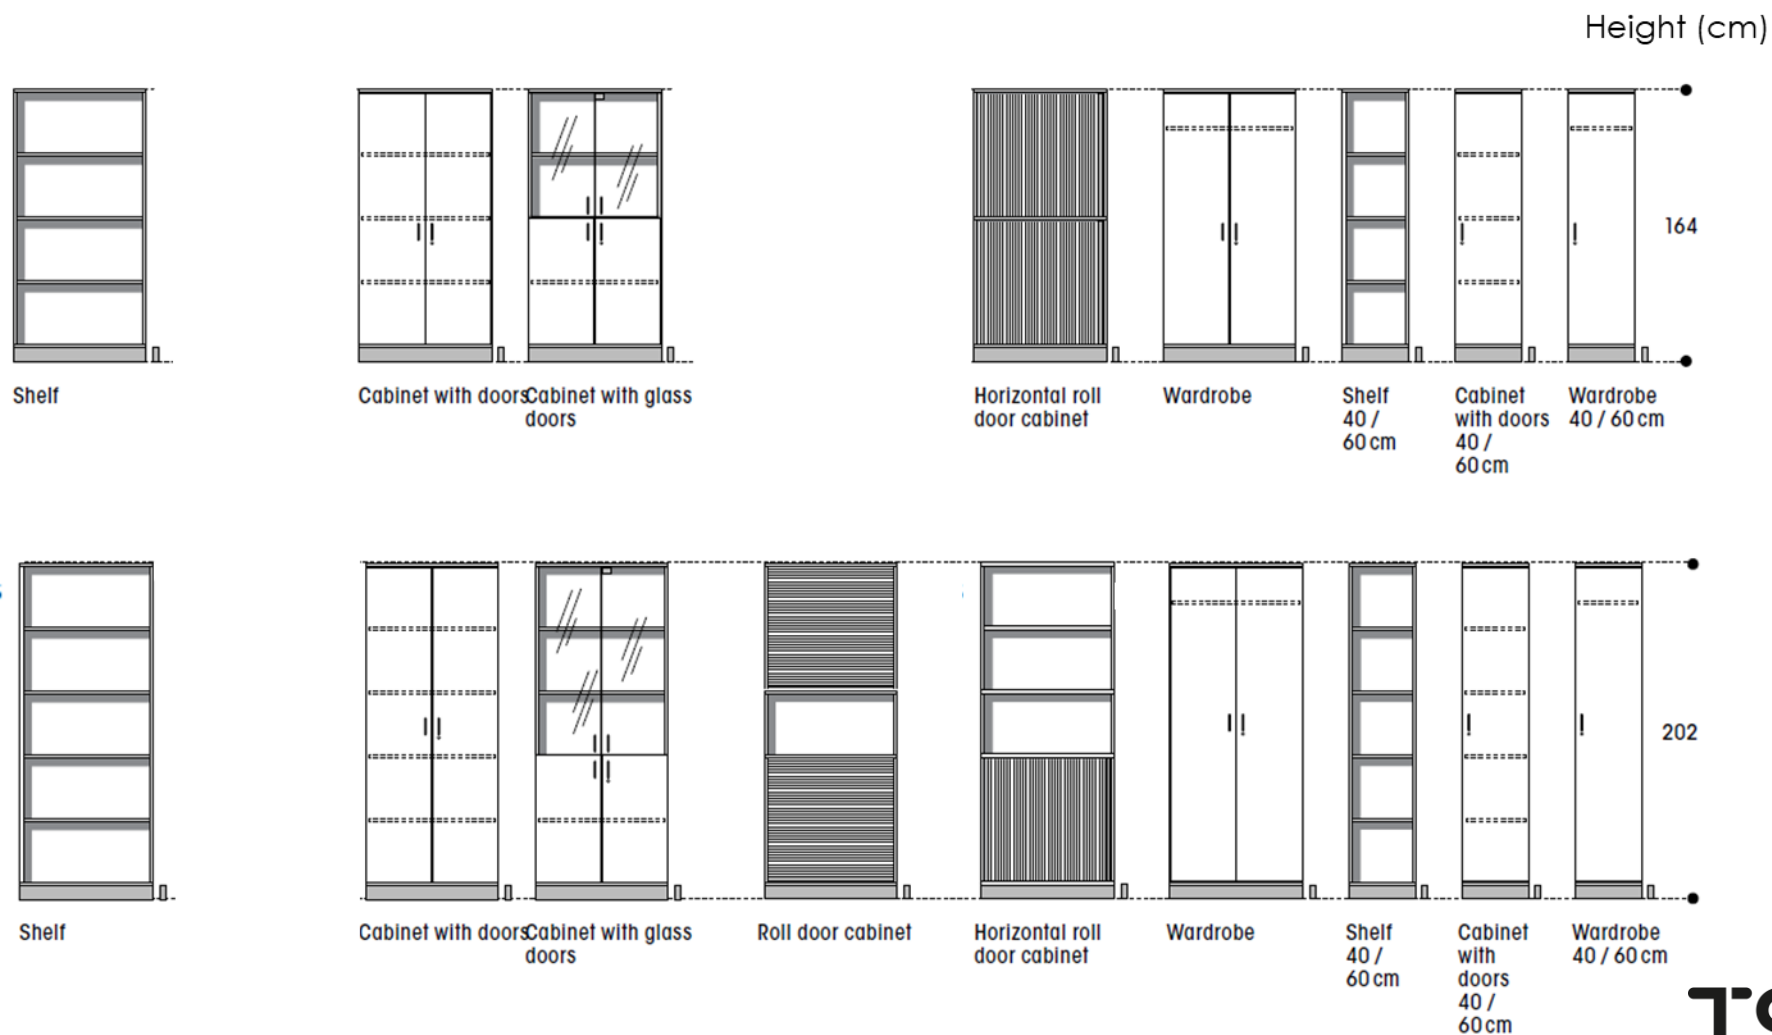 Height (cm)
164
Shelf
Cabinet with doors
Cabinet with glass
doors
Horizontal roll
door cabinet
Wardrobe
Shelf
40 /
60 cm
Cabinet
with doors
40 /
60 cm
Wardrobe
40 / 60 cm
202
Shelf
Cabinet with doors
Cabinet with glass
doors
Roll door cabinet
Horizontal roll
door cabinet
Wardrobe
Shelf
40 /
60 cm
Cabinet
with
doors
40 /
60 cm
Wardrobe
40 / 60 cm